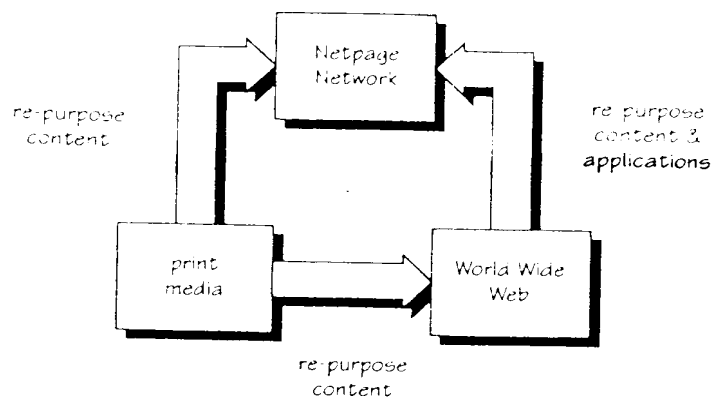 Netpage
Network
re-purpose
content
re purpose
content &
applications
print
media
World Wide
Web
re-purpose
content